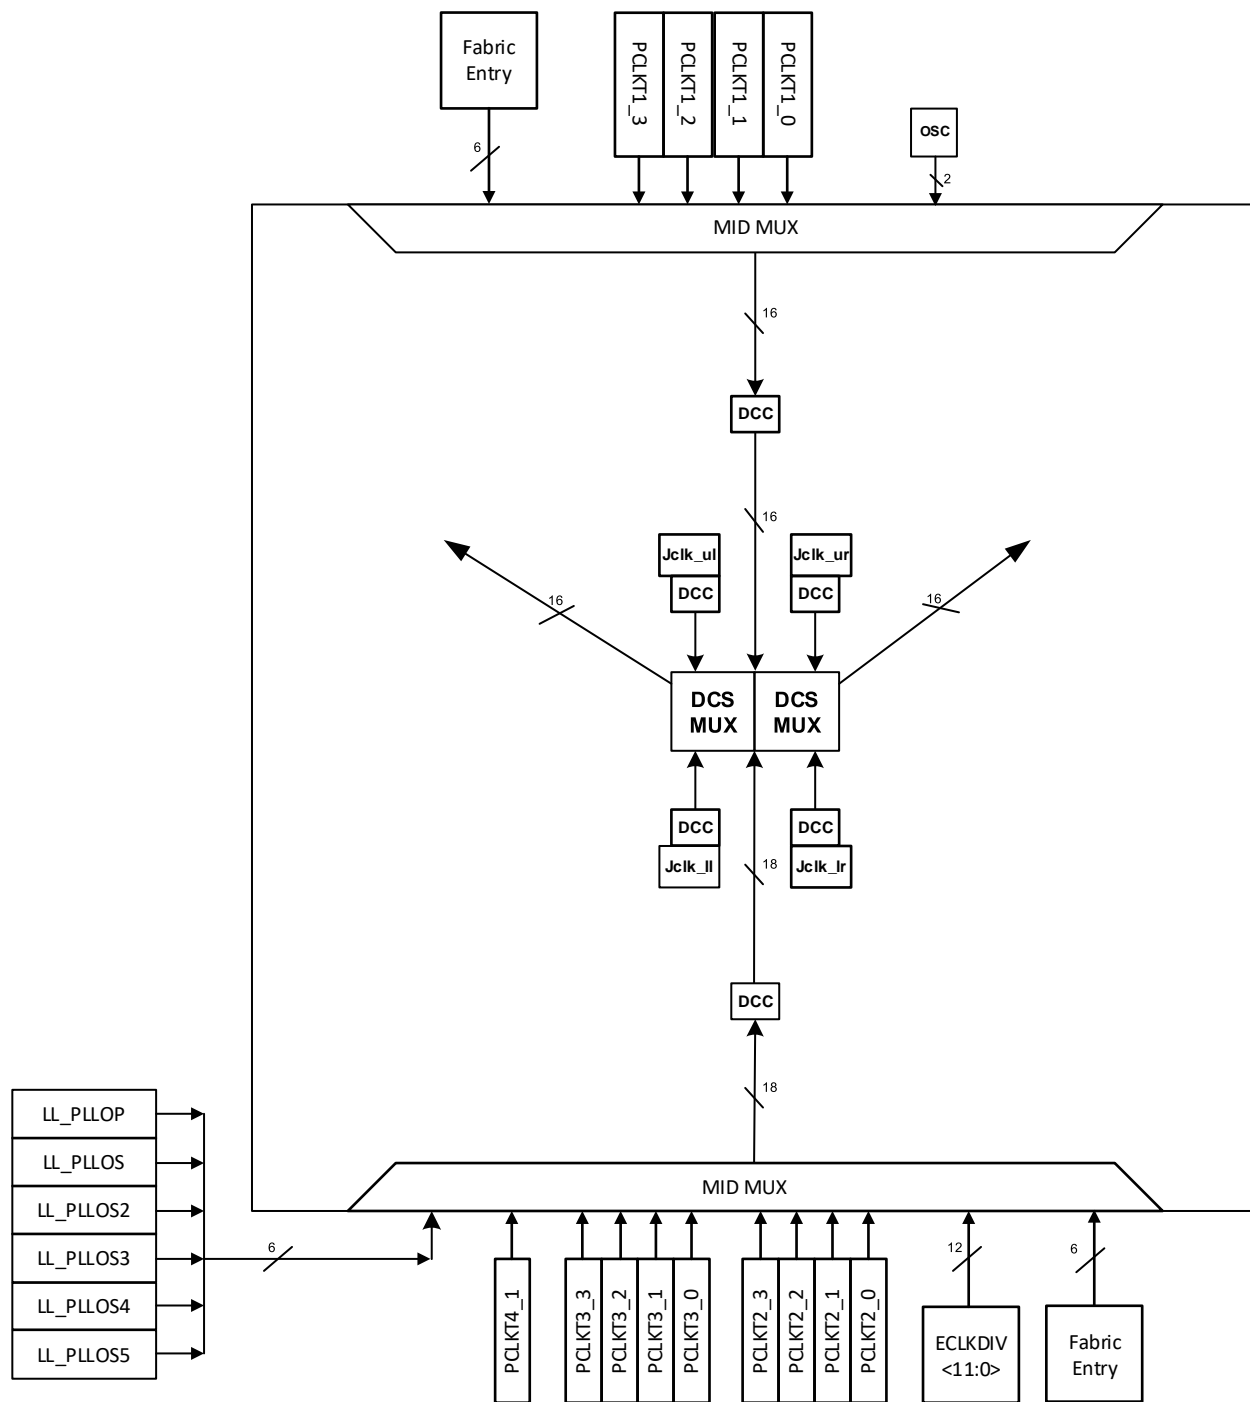 Fabric
Entry
PCLKT1_3
PCLKT1_2
PCLKT1_1
PCLKT1_0
OSC
6
2
MID MUX
16
DCC
16
Jclk_ul
DCC
Jclk_ur
DCC
16
16
DCS
MUX
DCS
MUX
DCC
Jclk_ll
DCC
Jclk_lr
18
DCC
18
LL_PLLOP
LL_PLLOS
LL_PLLOS2
LL_PLLOS3
LL_PLLOS4
LL_PLLOS5
6
MID MUX
12
6
PCLKT4_1
PCLKT3_3
PCLKT3_2
PCLKT3_1
PCLKT3_0
PCLKT2_3
PCLKT2_2
PCLKT2_1
PCLKT2_0
ECLKDIV
<11:0>
Fabric
Entry